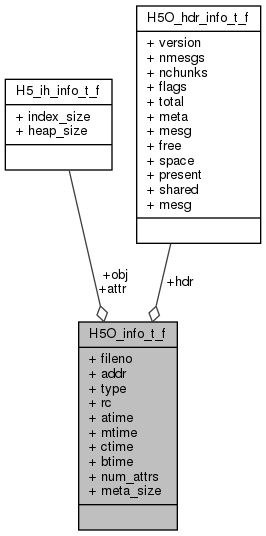 H5O_hdr_info_t_f
+ version
+ nmesgs
+ nchunks
+ flags
+ total
+ meta
+ mesg
+ free
+ space
+ present
+ shared
+ mesg
H5_ih_info_t_f
+ index_size
+ heap_size
+obj
+attr
+hdr
H5O_info_t_f
+ fileno
+ addr
+ type
+ rc
+ atime
+ mtime
+ ctime
+ btime
+ num_attrs
+ meta_size